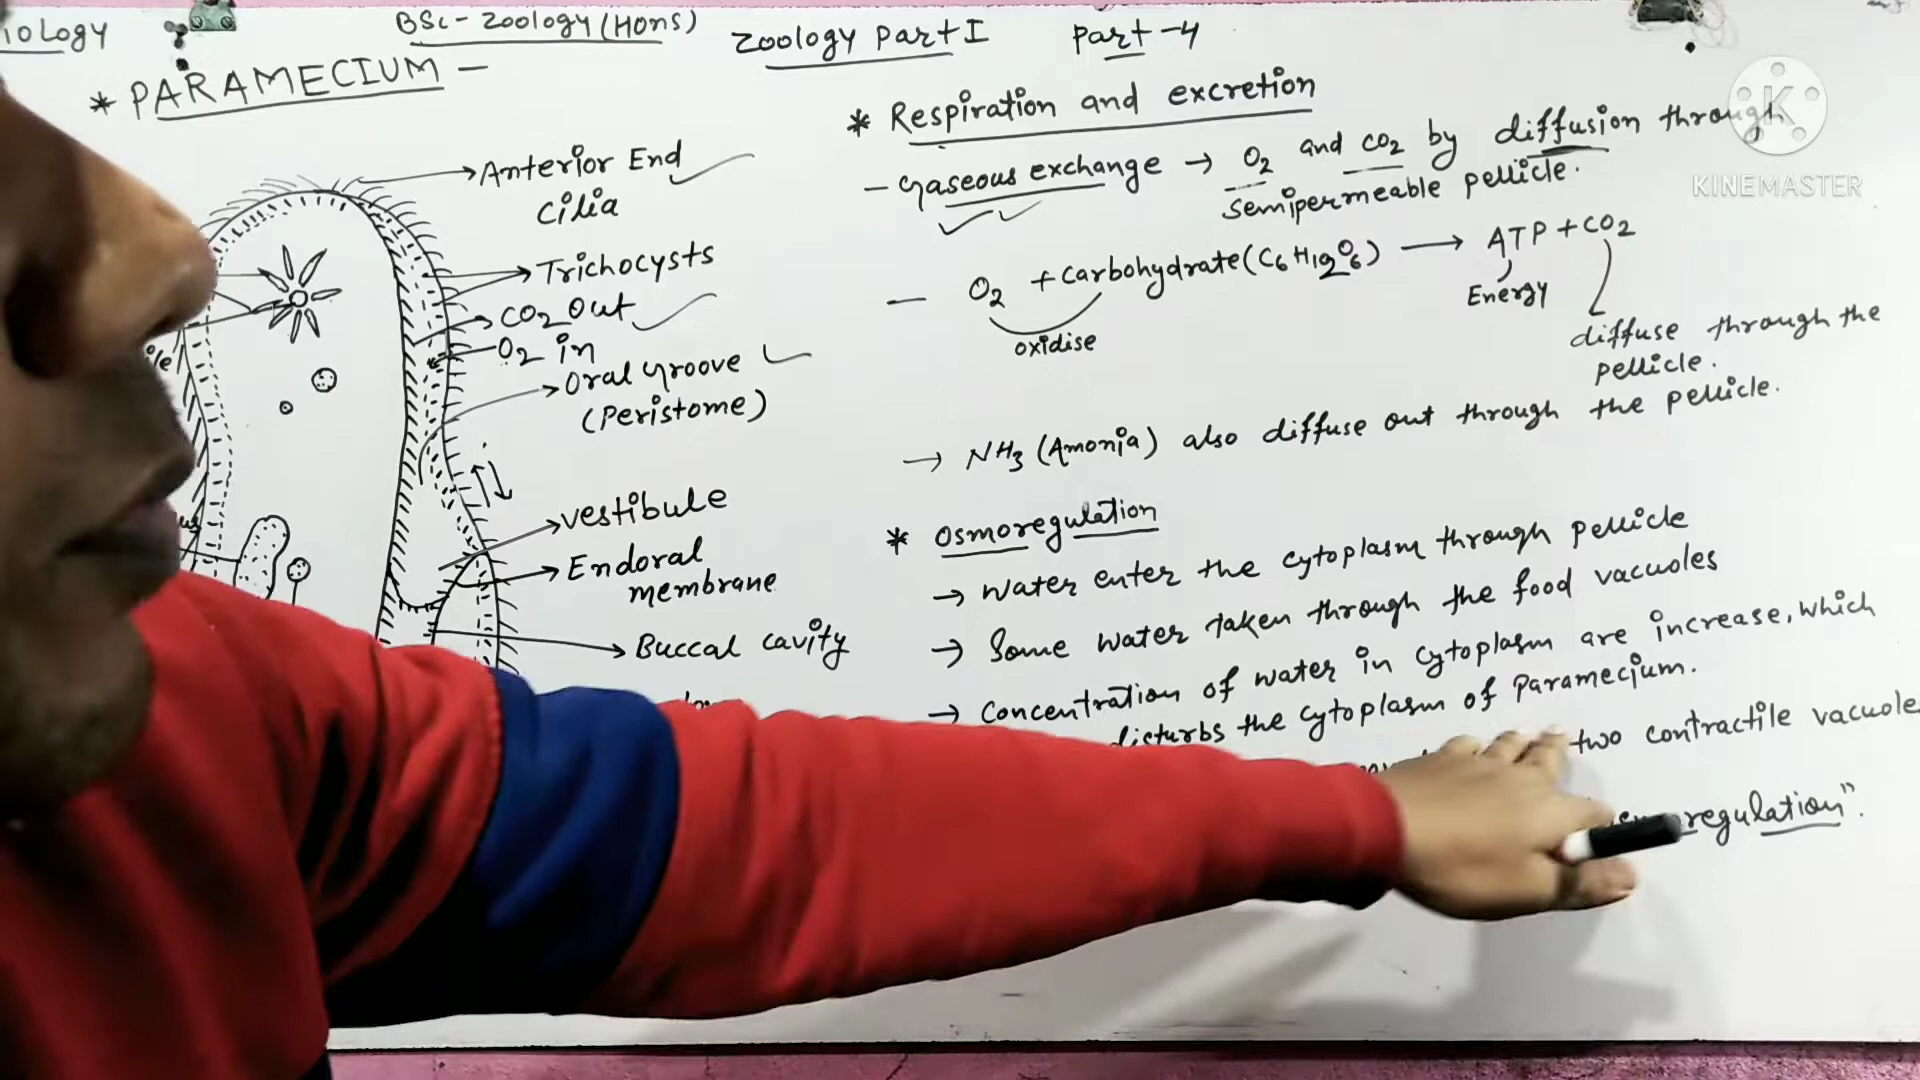 BSc-Zoology(Hons)
Zoology Part I
Part-4
* PARAMECIUM -
Anterior End
Cilia
Trichocysts
CO2 Out
O2 in
Oral groove
(Peristome)
vestibule
Endoral
membrane
Buccal cavity
* Respiration and excretion
- Gaseous exchange → O2 and CO2 by diffusion through
semipermeable pellicle.
- O2 + Carbohydrate(C6H12O6) → ATP + CO2
oxidise
Energy
diffuse through the
pellicle.
→ NH3 (Amonia) also diffuse out through the pellicle.
* Osmoregulation
→ Water enter the cytoplasm through pellicle
→ Some water taken through the food vacuoles
→ Concentration of water in cytoplasm are increase, which
disturbs the cytoplasm of Paramecium.
two contractile vacuole
regulation".
KINEMASTER